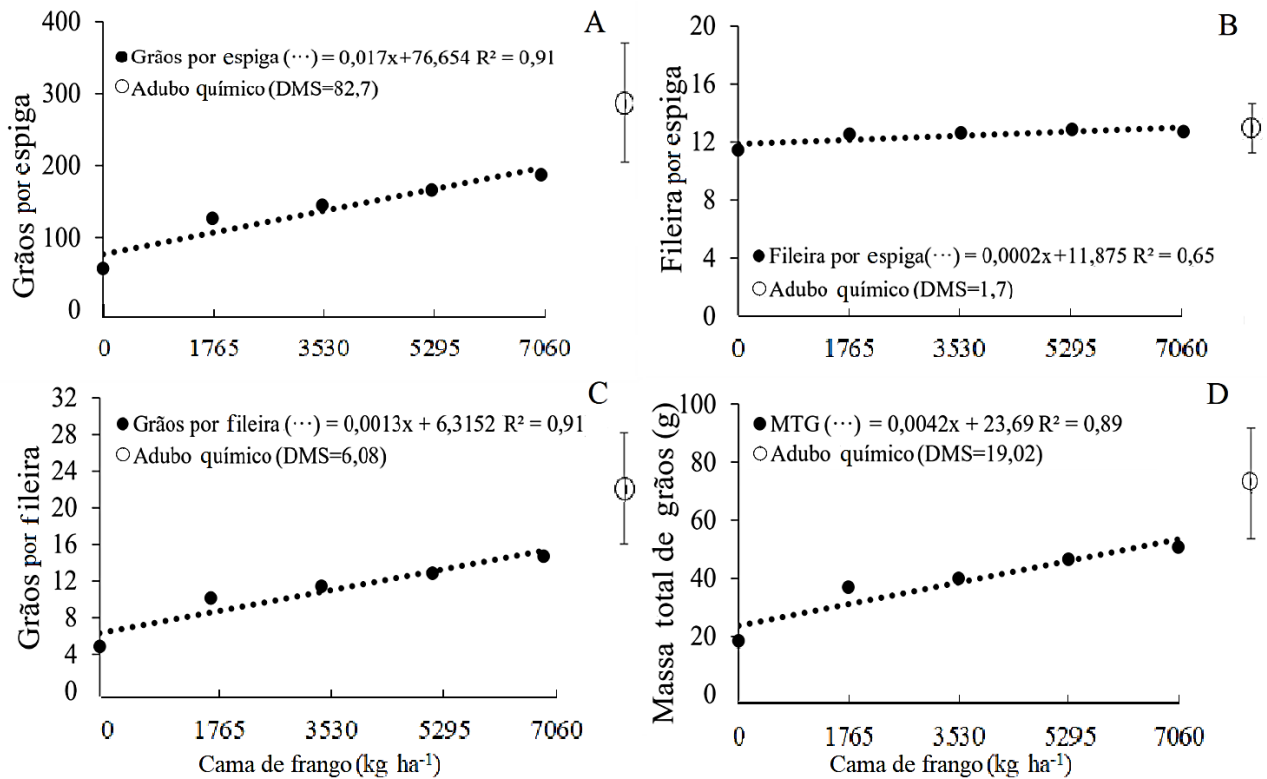 A
400
300
200
100
0
Grãos por espiga
● Grãos por espiga (···) = 0,017x+76,654 R² = 0,91
○ Adubo químico (DMS=82,7)
0 1765 3530 5295 7060
B
20
16
12
8
4
0
Fileira por espiga
● Fileira por espiga(···) = 0,0002x+11,875 R² = 0,65
○ Adubo químico (DMS=1,7)
0 1765 3530 5295 7060
C
32
28
24
20
16
12
8
4
0
Grãos por fileira
● Grãos por fileira (···) = 0,0013x + 6,3152 R² = 0,91
○ Adubo químico (DMS=6,08)
0 1765 3530 5295 7060
Cama de frango (kg ha⁻¹)
D
100
80
60
40
20
0
Massa total de grãos (g)
● MTG (···) = 0,0042x + 23,69 R² = 0,89
○ Adubo químico (DMS=19,02)
0 1765 3530 5295 7060
Cama de frango (kg ha⁻¹)